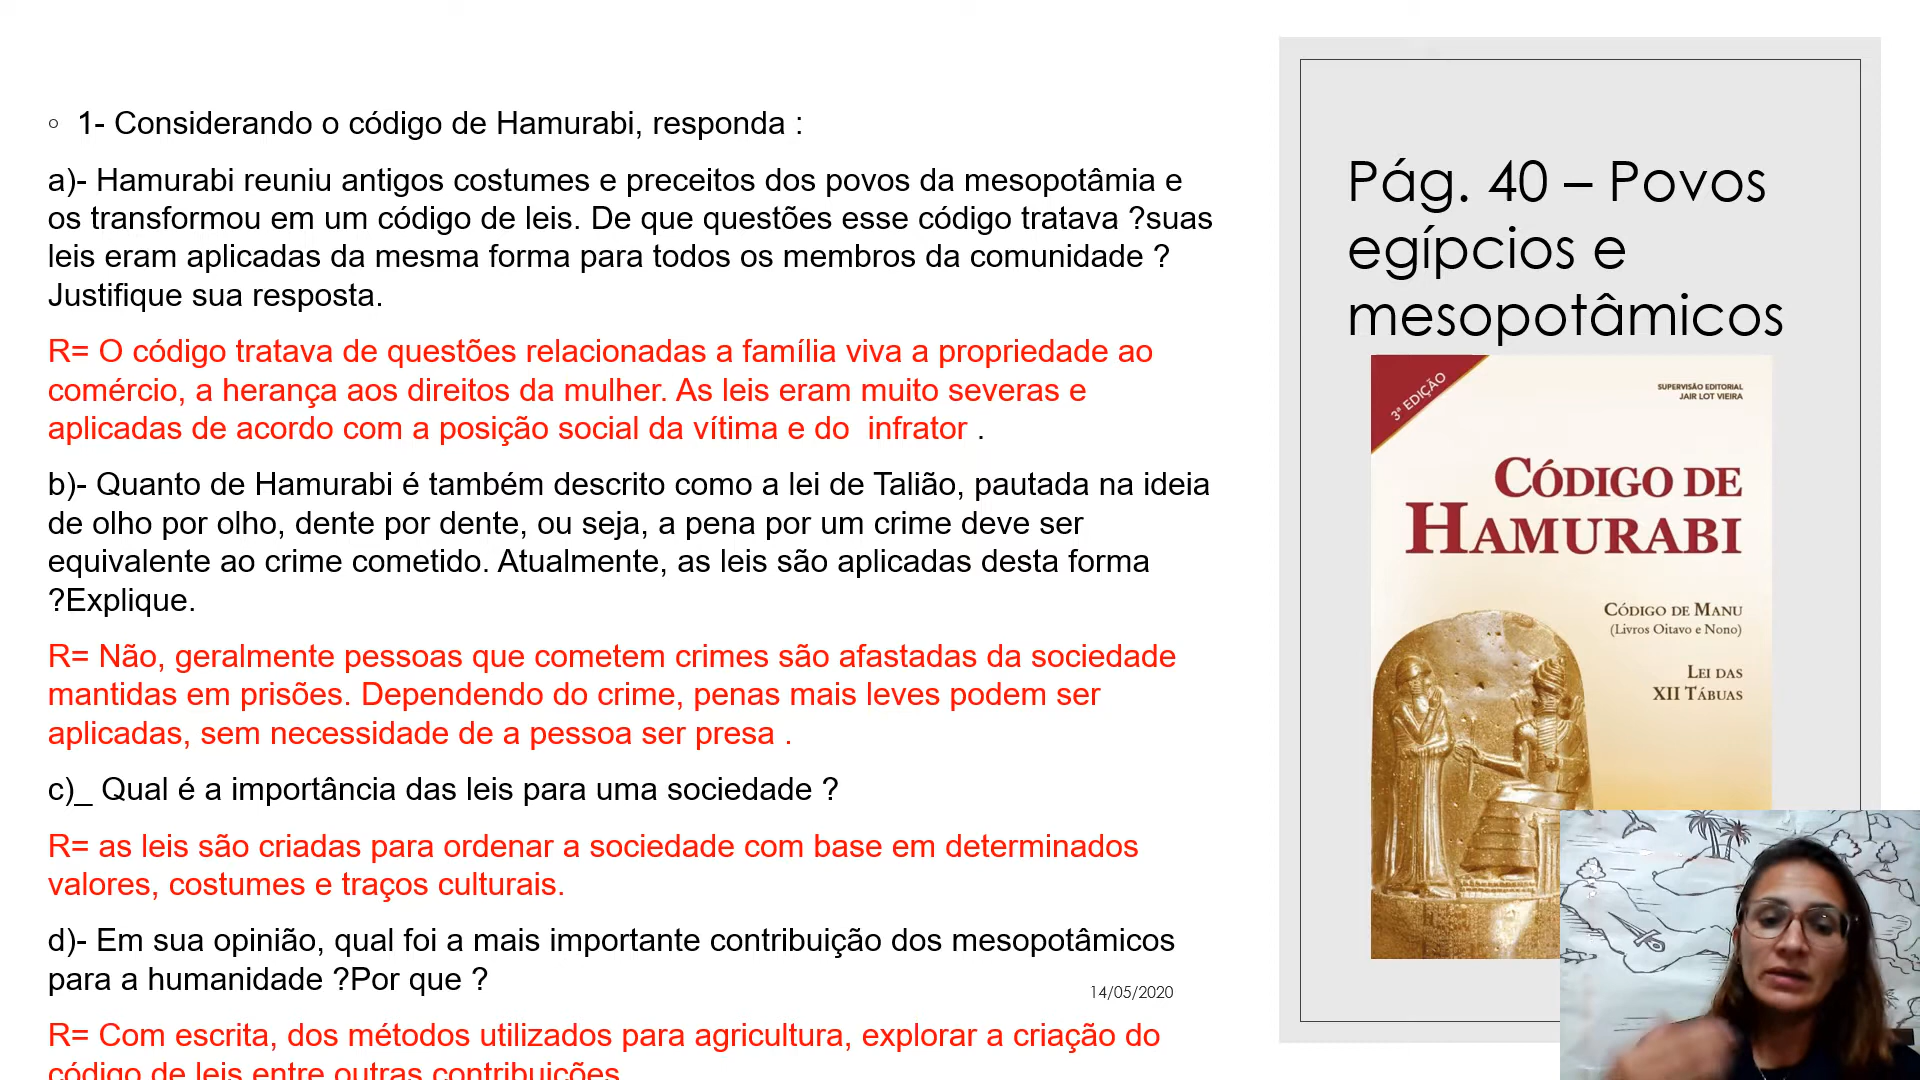 1- Considerando o código de Hamurabi, responda :
a)- Hamurabi reuniu antigos costumes e preceitos dos povos da mesopotâmia e
os transformou em um código de leis. De que questões esse código tratava ?suas
leis eram aplicadas da mesma forma para todos os membros da comunidade ?
Justifique sua resposta.
R= O código tratava de questões relacionadas a família viva a propriedade ao
comércio, a herança aos direitos da mulher. As leis eram muito severas e
aplicadas de acordo com a posição social da vítima e do  infrator .
b)- Quanto de Hamurabi é também descrito como a lei de Talião, pautada na ideia
de olho por olho, dente por dente, ou seja, a pena por um crime deve ser
equivalente ao crime cometido. Atualmente, as leis são aplicadas desta forma
?Explique.
R= Não, geralmente pessoas que cometem crimes são afastadas da sociedade
mantidas em prisões. Dependendo do crime, penas mais leves podem ser
aplicadas, sem necessidade de a pessoa ser presa .
c)_ Qual é a importância das leis para uma sociedade ?
R= as leis são criadas para ordenar a sociedade com base em determinados
valores, costumes e traços culturais.
d)- Em sua opinião, qual foi a mais importante contribuição dos mesopotâmicos
para a humanidade ?Por que ?
R= Com escrita, dos métodos utilizados para agricultura, explorar a criação do
código de leis entre outras contribuições
14/05/2020
Pág. 40 – Povos
egípcios e
mesopotâmicos
3ª EDIÇÃO
SUPERVISÃO EDITORIAL
JAIR LOT VIEIRA
CÓDIGO DE
HAMURABI
CÓDIGO DE MANU
(Livros Oitavo e Nono)
LEI DAS
XII TÁBUAS